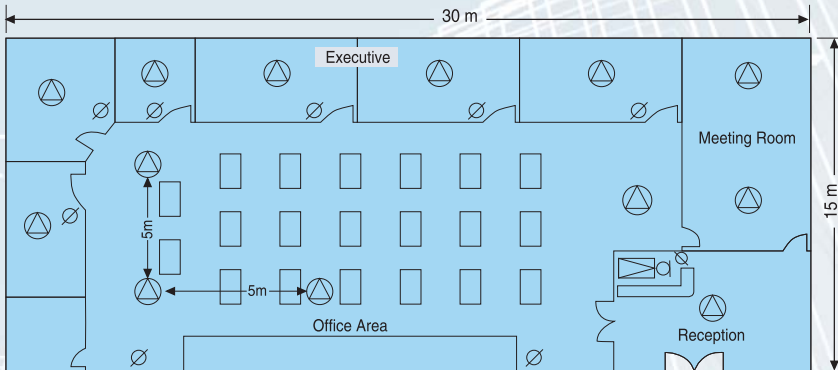 30 m
Executive
Meeting Room
15 m
5m
5m
Office Area
Reception